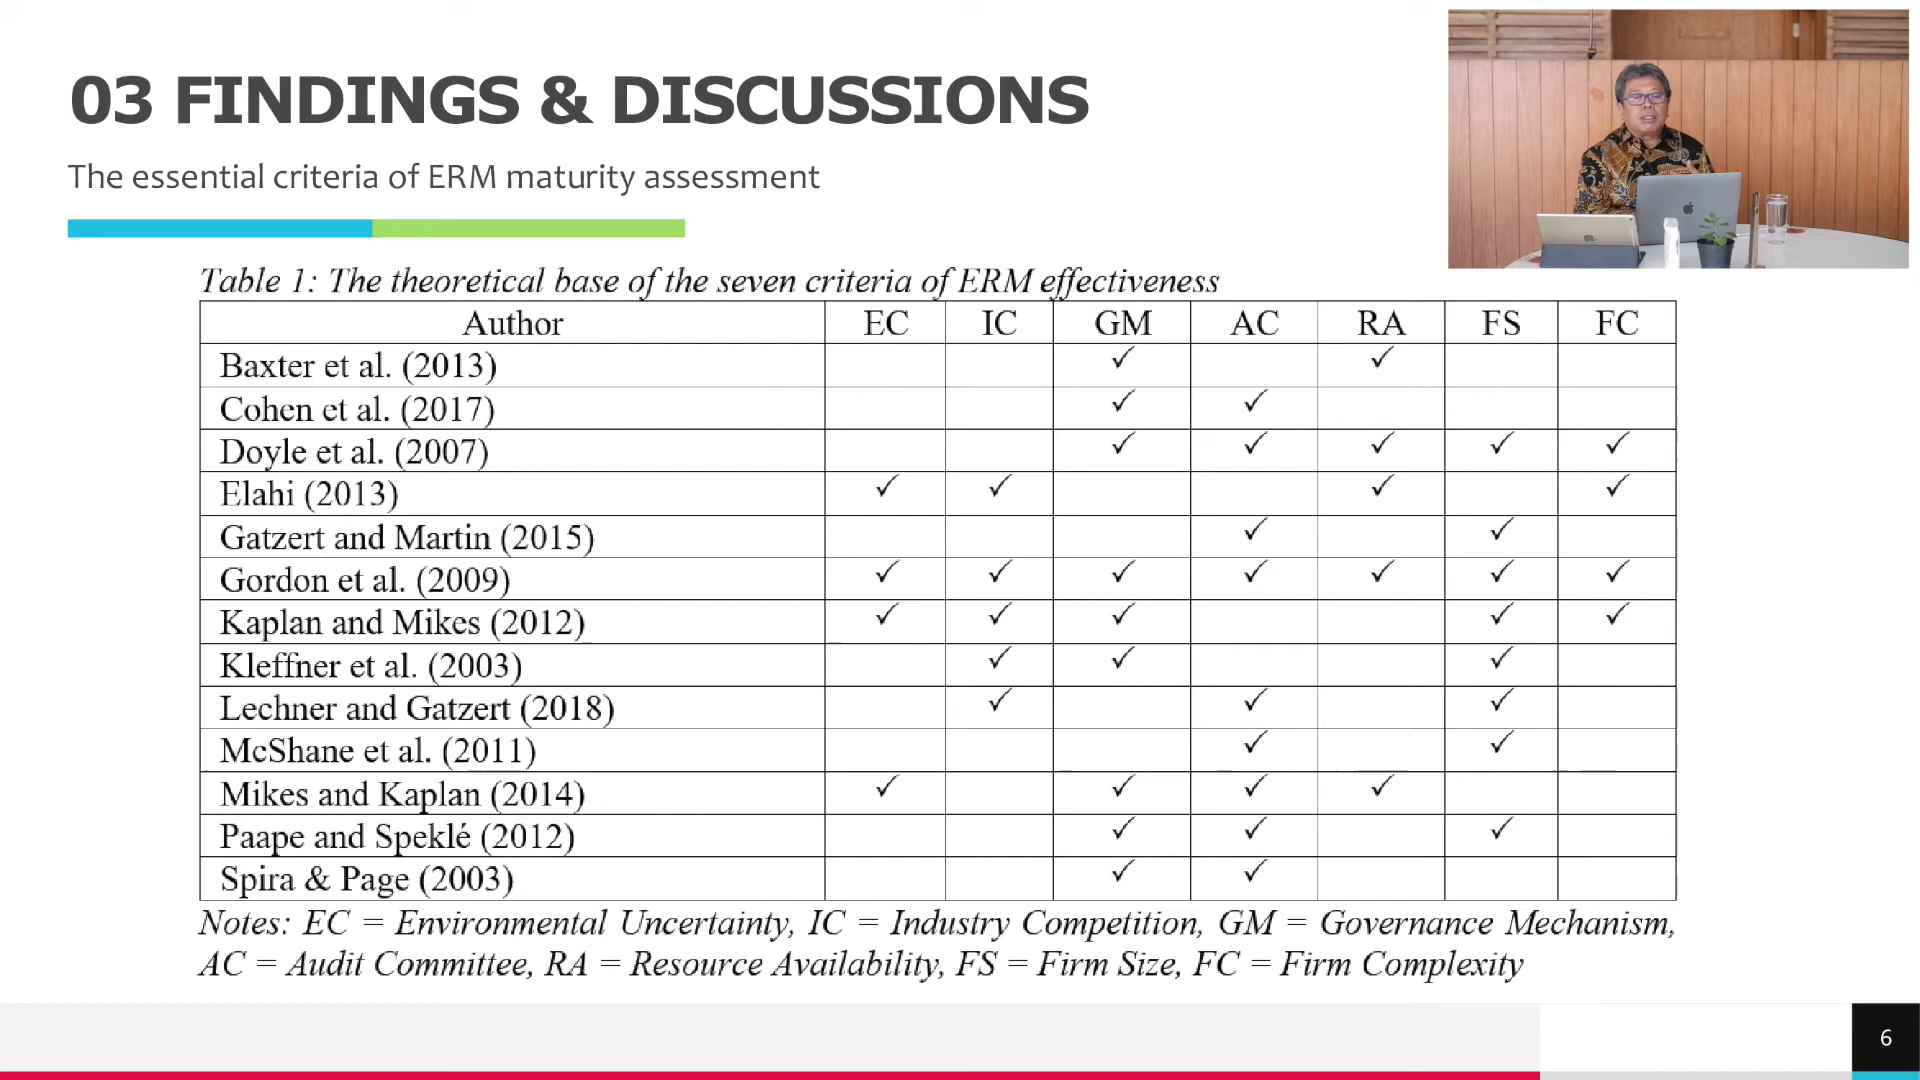 03 FINDINGS & DISCUSSIONS
The essential criteria of ERM maturity assessment
Table 1: The theoretical base of the seven criteria of ERM effectiveness
Author EC IC GM AC RA FS FC
Baxter et al. (2013) ✓ ✓
Cohen et al. (2017) ✓ ✓
Doyle et al. (2007) ✓ ✓ ✓ ✓ ✓
Elahi (2013) ✓ ✓ ✓ ✓
Gatzert and Martin (2015) ✓ ✓
Gordon et al. (2009) ✓ ✓ ✓ ✓ ✓ ✓ ✓
Kaplan and Mikes (2012) ✓ ✓ ✓ ✓ ✓
Kleffner et al. (2003) ✓ ✓ ✓
Lechner and Gatzert (2018) ✓ ✓ ✓
McShane et al. (2011) ✓ ✓
Mikes and Kaplan (2014) ✓ ✓ ✓ ✓
Paape and Speklé (2012) ✓ ✓ ✓
Spira & Page (2003) ✓ ✓
Notes: EC = Environmental Uncertainty, IC = Industry Competition, GM = Governance Mechanism,
AC = Audit Committee, RA = Resource Availability, FS = Firm Size, FC = Firm Complexity
6